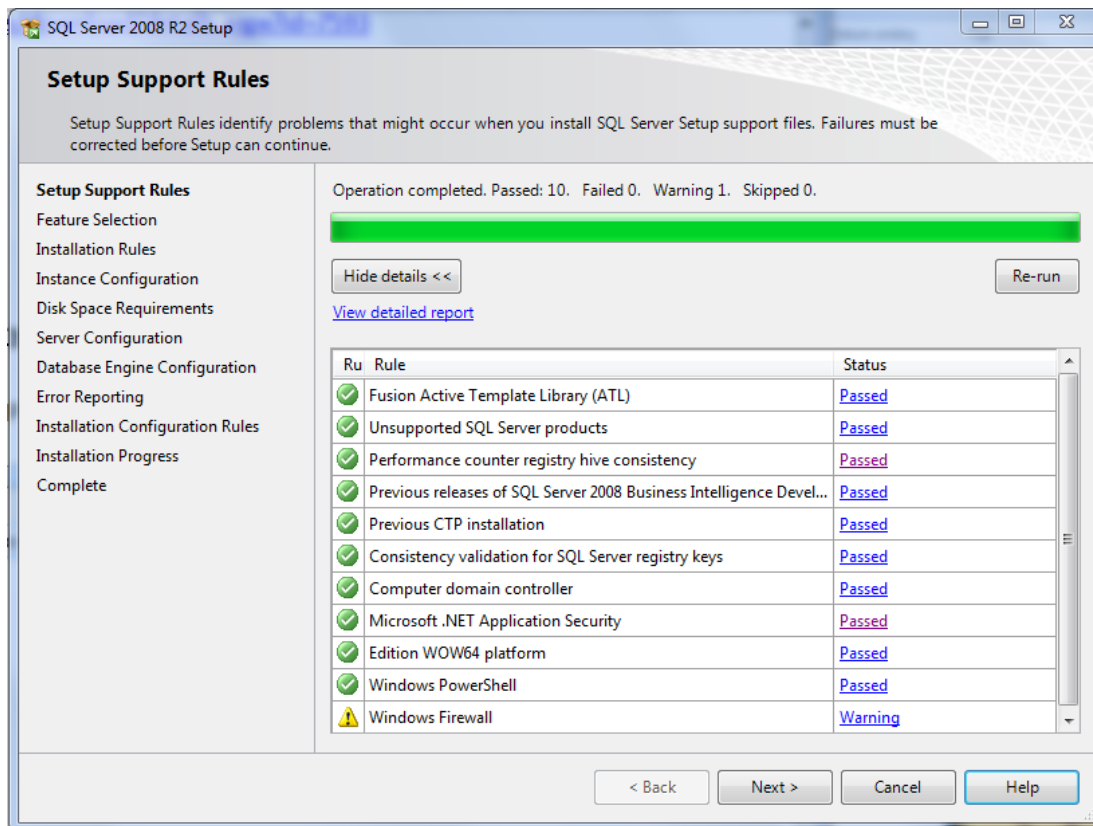 SQL Server 2008 R2 Setup
Setup Support Rules
Setup Support Rules identify problems that might occur when you install SQL Server Setup support files. Failures must be
corrected before Setup can continue.
Setup Support Rules
Feature Selection
Installation Rules
Instance Configuration
Disk Space Requirements
Server Configuration
Database Engine Configuration
Error Reporting
Installation Configuration Rules
Installation Progress
Complete
Operation completed. Passed: 10. Failed 0. Warning 1. Skipped 0.
Hide details <<
Re-run
View detailed report
Ru Rule Status
Fusion Active Template Library (ATL) Passed
Unsupported SQL Server products Passed
Performance counter registry hive consistency Passed
Previous releases of SQL Server 2008 Business Intelligence Devel... Passed
Previous CTP installation Passed
Consistency validation for SQL Server registry keys Passed
Computer domain controller Passed
Microsoft .NET Application Security Passed
Edition WOW64 platform Passed
Windows PowerShell Passed
Windows Firewall Warning
< Back Next > Cancel Help